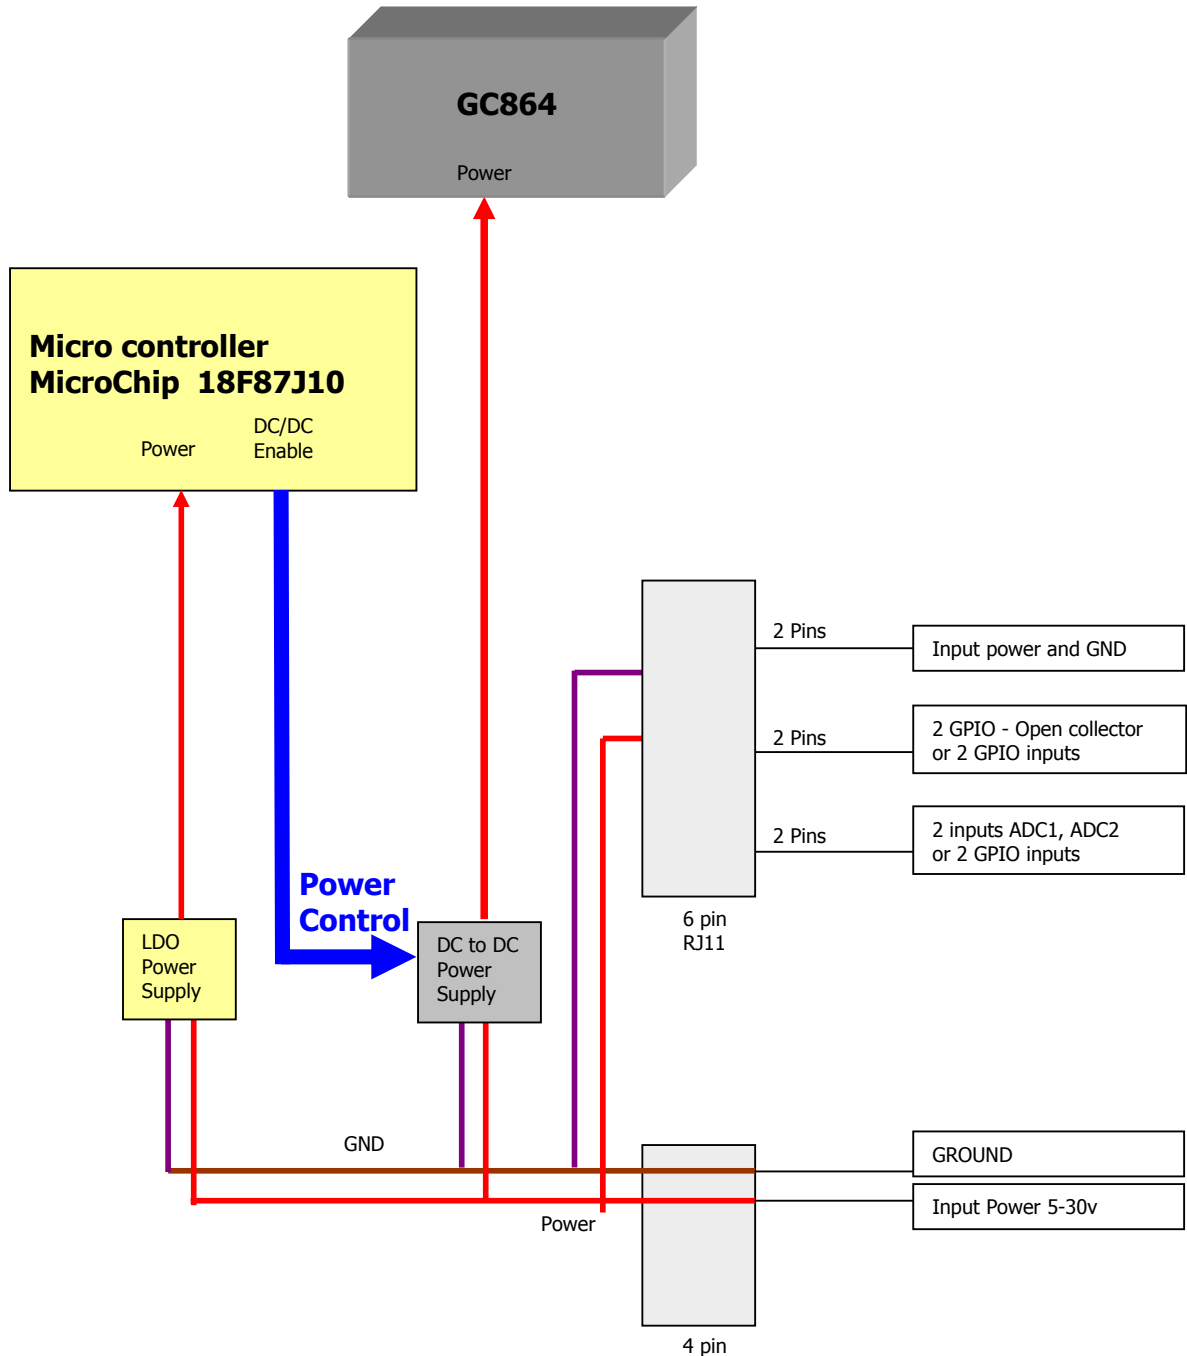 GC864
Power
Micro controller
MicroChip  18F87J10
Power
DC/DC
Enable
2 Pins
Input power and GND
2 Pins
2 GPIO - Open collector
or 2 GPIO inputs
2 Pins
2 inputs ADC1, ADC2
or 2 GPIO inputs
Power
Control
6 pin
RJ11
LDO
Power
Supply
DC to DC
Power
Supply
GND
GROUND
Input Power 5-30v
Power
4 pin